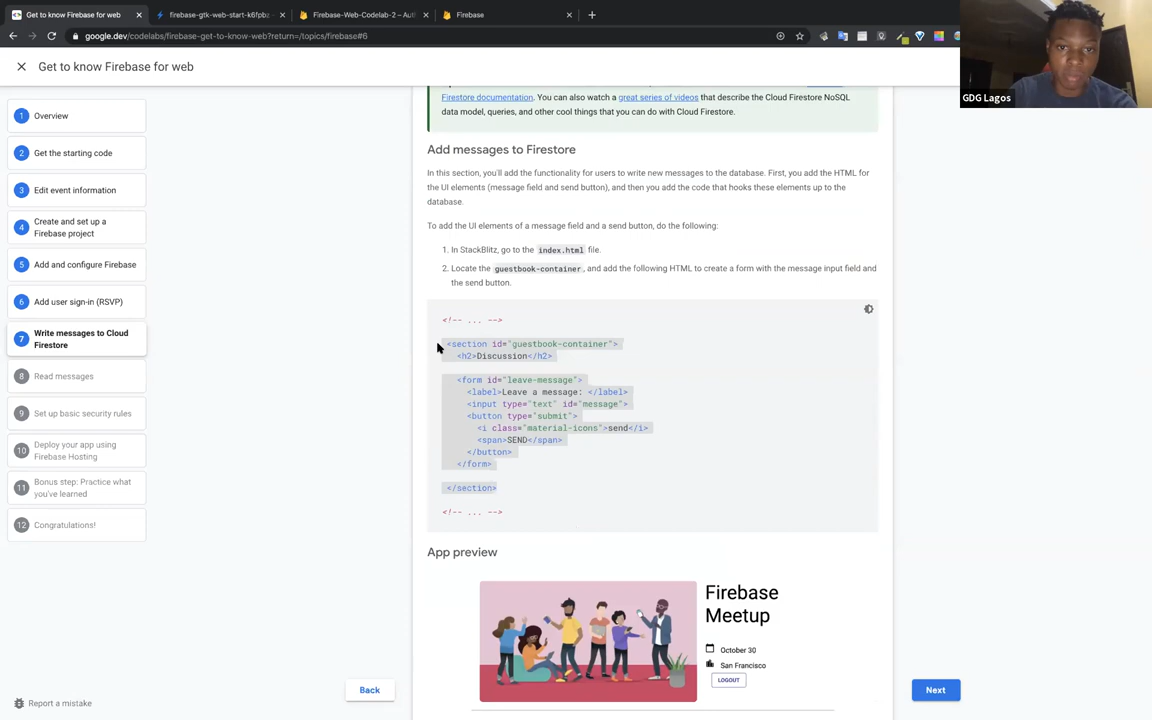 Get to know Firebase for web
firebase-gtk-web-start-k6fpbz -
Firebase-Web-Codelab-2 – Aut
Firebase
google.dev/codelabs/firebase-get-to-know-web?return=/topics/firebase#6
Get to know Firebase for web
GDG Lagos
1 Overview
2 Get the starting code
3 Edit event information
4 Create and set up a
Firebase project
5 Add and configure Firebase
6 Add user sign-in (RSVP)
7 Write messages to Cloud
Firestore
8 Read messages
9 Set up basic security rules
10 Deploy your app using
Firebase Hosting
11 Bonus step: Practice what
you've learned
12 Congratulations!
Report a mistake
Firestore documentation. You can also watch a great series of videos that describe the Cloud Firestore NoSQL
data model, queries, and other cool things that you can do with Cloud Firestore.
Add messages to Firestore
In this section, you'll add the functionality for users to write new messages to the database. First, you add the HTML for
the UI elements (message field and send button), and then you add the code that hooks these elements up to the
database.
To add the UI elements of a message field and a send button, do the following:
1. In StackBlitz, go to the index.html file.
2. Locate the guestbook-container, and add the following HTML to create a form with the message input field and
the send button.
<!-- ... -->
<section id="guestbook-container">
<h2>Discussion</h2>
<form id="leave-message">
<label>Leave a message: </label>
<input type="text" id="message">
<button type="submit">
<i class="material-icons">send</i>
<span>SEND</span>
</button>
</form>
</section>
<!-- ... -->
App preview
Firebase
Meetup
October 30
San Francisco
LOGOUT
Back
Next